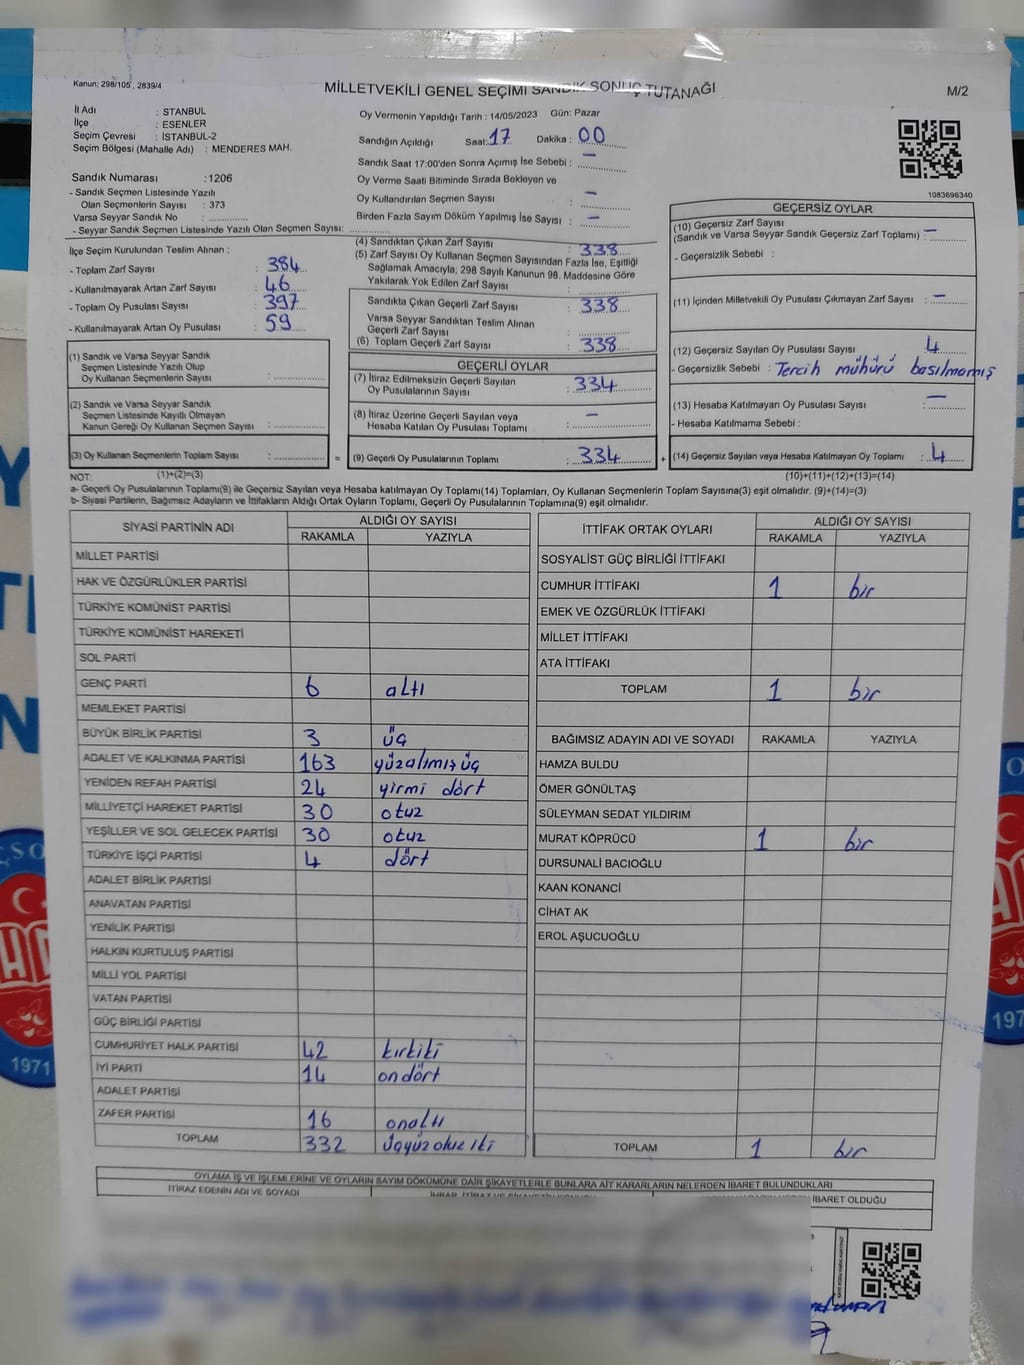 Kanun; 298/105 , 2839/4
MİLLETVEKİLİ GENEL SEÇİMİ SANDIK SONUÇ TUTANAĞI
M/2
İl Adı : STANBUL
İlçe : ESENLER
Seçim Çevresi : İSTANBUL-2
Seçim Bölgesi (Mahalle Adı) : MENDERES MAH.
Sandık Numarası : 1206
- Sandık Seçmen Listesinde Yazılı
Olan Seçmenlerin Sayısı : 373
Varsa Seyyar Sandık No :
- Seyyar Sandık Seçmen Listesinde Yazılı Olan Seçmen Sayısı:
Oy Vermenin Yapıldığı Tarih : 14/05/2023 Gün: Pazar
Sandığın Açıldığı Saat: 17 Dakika : 00
Sandık Saat 17:00'den Sonra Açımış İse Sebebi : —
Oy Verme Saati Bitiminde Sırada Bekleyen ve
Oy Kullandırılan Seçmen Sayısı : —
Birden Fazla Sayım Döküm Yapılmış İse Sayısı : —
1083696340
İlçe Seçim Kurulundan Teslim Alınan ;
- Toplam Zarf Sayısı : 384
- Kullanılmayarak Artan Zarf Sayısı : 46
- Toplam Oy Pusulası Sayısı : 397
- Kullanılmayarak Artan Oy Pusulası : 59
(1) Sandık ve Varsa Seyyar Sandık
Seçmen Listesinde Yazılı Olup
Oy Kullanan Seçmenlerin Sayısı :
(2) Sandık ve Varsa Seyyar Sandık
Seçmen Listesinde Kayıtlı Olmayan
Kanun Gereği Oy Kullanan Seçmen Sayısı :
(3) Oy Kullanan Seçmenlerin Toplam Sayısı : =
(4) Sandıktan Çıkan Zarf Sayısı : 338
(5) Zarf Sayısı Oy Kullanan Seçmen Sayısından Fazla İse, Eşitliği
Sağlamak Amacıyla; 298 Sayılı Kanunun 98. Maddesine Göre
Yakılarak Yok Edilen Zarf Sayısı :
Sandıkta Çıkan Geçerli Zarf Sayısı : 338
Varsa Seyyar Sandıktan Teslim Alınan
Geçerli Zarf Sayısı :
(6) Toplam Geçerli Zarf Sayısı : 338
GEÇERLİ OYLAR
(7) İtiraz Edilmeksizin Geçerli Sayılan
Oy Pusulalarının Sayısı : 334
(8) İtiraz Üzerine Geçerli Sayılan veya
Hesaba Katılan Oy Pusulası Toplamı : —
(9) Geçerli Oy Pusulalarının Toplamı : 334 +
GEÇERSİZ OYLAR
(10) Geçersiz Zarf Sayısı
(Sandık ve Varsa Seyyar Sandık Geçersiz Zarf Toplamı) : —
- Geçersizlik Sebebi :
(11) İçinden Milletvekili Oy Pusulası Çıkmayan Zarf Sayısı : —
(12) Geçersiz Sayılan Oy Pusulası Sayısı : 4
- Geçersizlik Sebebi : Tercih mühürü basılmamış
(13) Hesaba Katılmayan Oy Pusulası Sayısı : —
- Hesaba Katılmama Sebebi :
(14) Geçersiz Sayılan veya Hesaba Katılmayan Oy Toplamı : 4
NOT: (1)+(2)=(3) (10)+(11)+(12)+(13)=(14)
a- Geçerli Oy Pusulalarının Toplamı(9) ile Geçersiz Sayılan veya Hesaba katılmayan Oy Toplamı(14) Toplamları, Oy Kullanan Seçmenlerin Toplam Sayısına(3) eşit olmalıdır. (9)+(14)=(3)
b- Siyasi Partilerin, Bağımsız Adayların ve İttifakların Aldığı Ortak Oyların Toplamı, Geçerli Oy Pusulalarının Toplamına(9) eşit olmalıdır.
SİYASİ PARTİNİN ADI ALDIĞI OY SAYISI
RAKAMLA YAZIYLA
MİLLET PARTİSİ
HAK VE ÖZGÜRLÜKLER PARTİSİ
TÜRKİYE KOMÜNİST PARTİSİ
TÜRKİYE KOMÜNİST HAREKETİ
SOL PARTİ
GENÇ PARTİ 6 altı
MEMLEKET PARTİSİ
BÜYÜK BİRLİK PARTİSİ 3 üç
ADALET VE KALKINMA PARTİSİ 163 yüzalımış üç
YENİDEN REFAH PARTİSİ 24 yirmi dört
MİLLİYETÇİ HAREKET PARTİSİ 30 otuz
YEŞİLLER VE SOL GELECEK PARTİSİ 30 otuz
TÜRKİYE İŞÇİ PARTİSİ 4 dört
ADALET BİRLİK PARTİSİ
ANAVATAN PARTİSİ
YENİLİK PARTİSİ
HALKIN KURTULUŞ PARTİSİ
MİLLİ YOL PARTİSİ
VATAN PARTİSİ
GÜÇ BİRLİĞİ PARTİSİ
CUMHURİYET HALK PARTİSİ 42 kırkiki
İYİ PARTİ 14 ondört
ADALET PARTİSİ
ZAFER PARTİSİ 16 onaltı
TOPLAM 332 üçyüzotuz iki
İTTİFAK ORTAK OYLARI ALDIĞI OY SAYISI
RAKAMLA YAZIYLA
SOSYALİST GÜÇ BİRLİĞİ İTTİFAKI
CUMHUR İTTİFAKI 1 bir
EMEK VE ÖZGÜRLÜK İTTİFAKI
MİLLET İTTİFAKI
ATA İTTİFAKI
TOPLAM 1 bir
BAĞIMSIZ ADAYIN ADI VE SOYADI RAKAMLA YAZIYLA
HAMZA BULDU
ÖMER GÖNÜLTAŞ
SÜLEYMAN SEDAT YILDIRIM
MURAT KÖPRÜCÜ 1 bir
DURSUNALİ BACIOĞLU
KAAN KONANCİ
CİHAT AK
EROL AŞUCUOĞLU
TOPLAM 1 bir
OYLAMA İŞ VE İŞLEMLERİNE VE OYLARIN SAYIM DÖKÜMÜNE DAİR ŞİKAYETLERLE BUNLARA AİT KARARLARIN NELERDEN İBARET BULUNDUKLARI
İTİRAZ EDENİN ADI VE SOYADI
İBARET OLDUĞU
1971
197